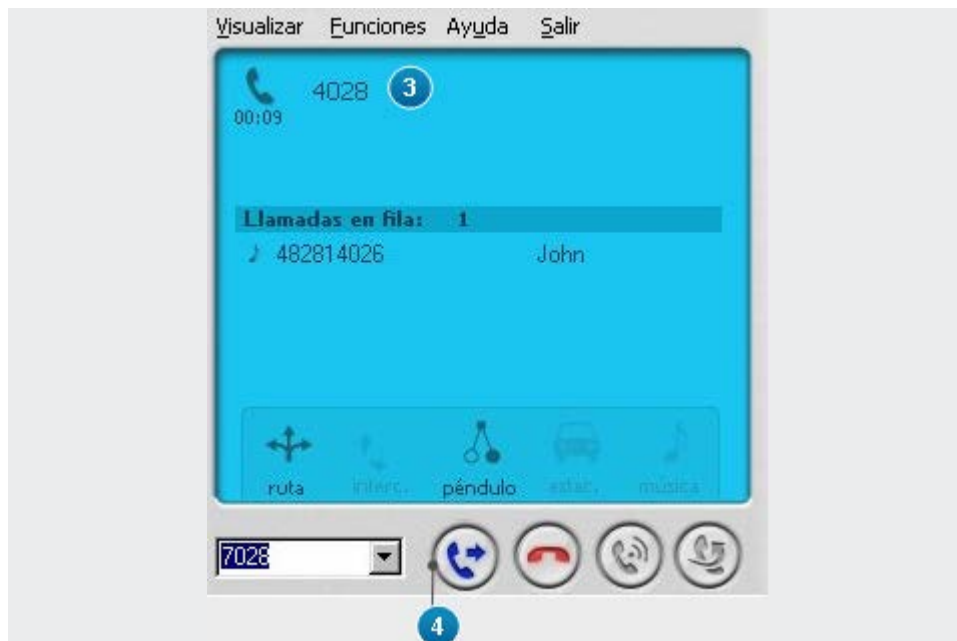 Visualizar Funciones Ayuda Salir
4028 3
00:09
Llamadas en fila: 1
482814026 John
ruta interc. péndulo estac. música
7028
4